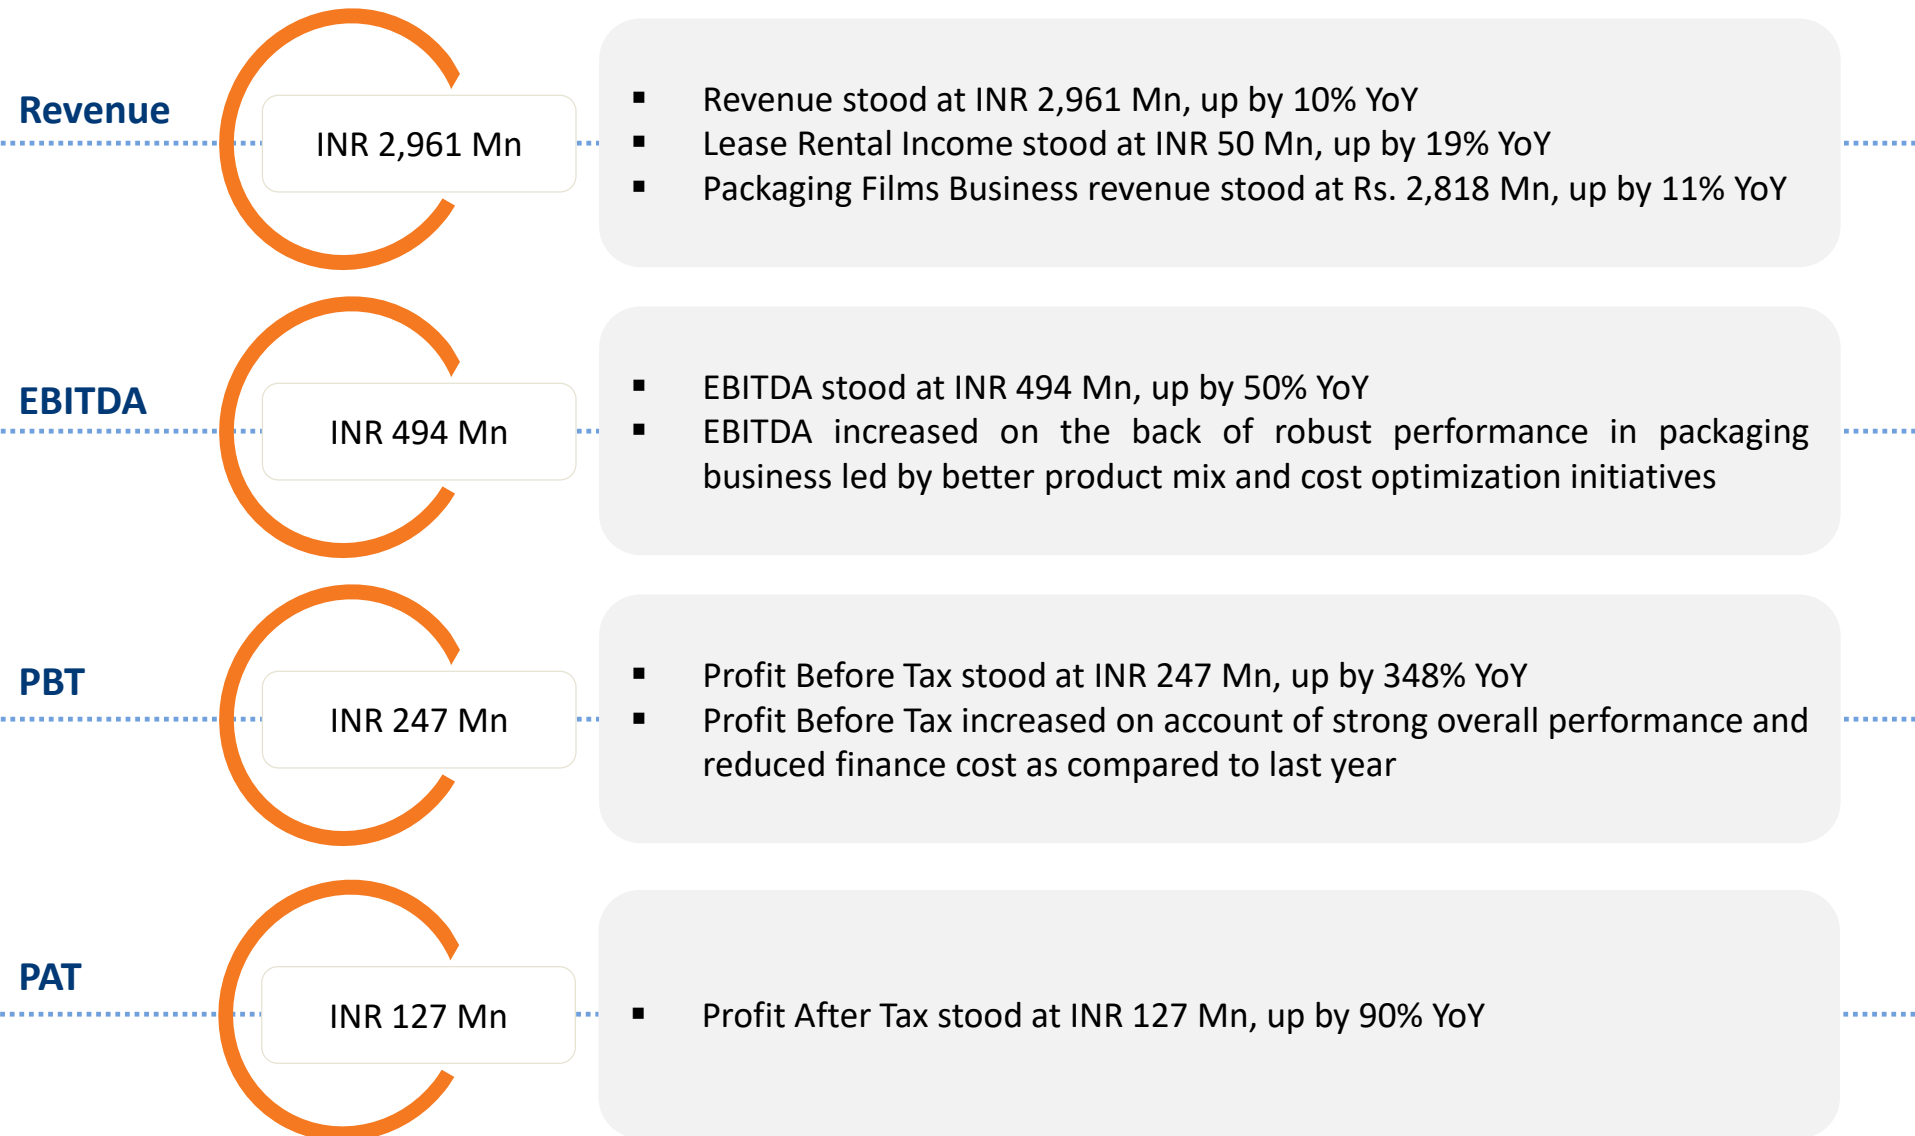 Revenue
INR 2,961 Mn
▪ Revenue stood at INR 2,961 Mn, up by 10% YoY
▪ Lease Rental Income stood at INR 50 Mn, up by 19% YoY
▪ Packaging Films Business revenue stood at Rs. 2,818 Mn, up by 11% YoY
EBITDA
INR 494 Mn
▪ EBITDA stood at INR 494 Mn, up by 50% YoY
▪ EBITDA increased on the back of robust performance in packaging
business led by better product mix and cost optimization initiatives
PBT
INR 247 Mn
▪ Profit Before Tax stood at INR 247 Mn, up by 348% YoY
▪ Profit Before Tax increased on account of strong overall performance and
reduced finance cost as compared to last year
PAT
INR 127 Mn
▪ Profit After Tax stood at INR 127 Mn, up by 90% YoY